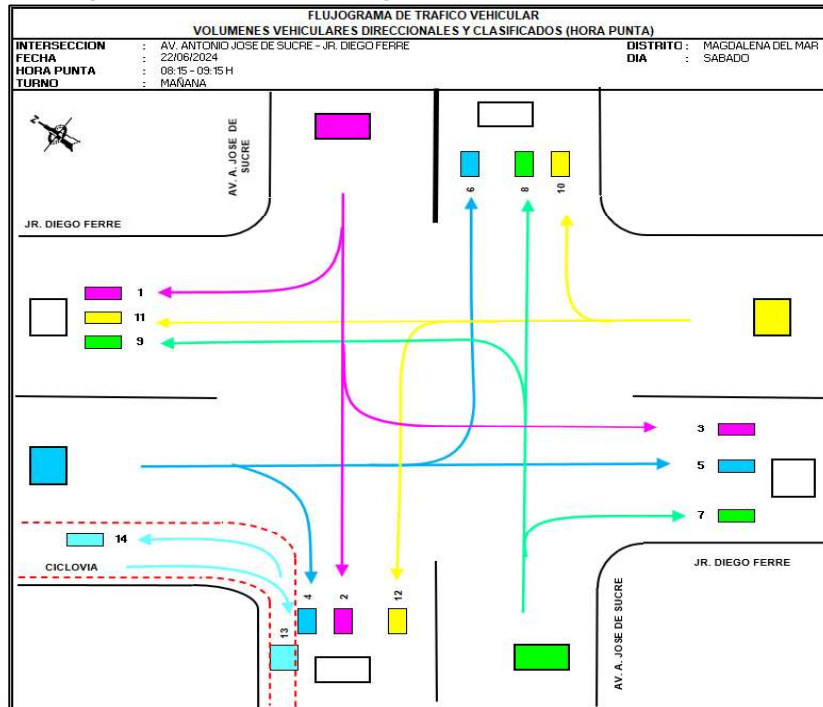 FLUJOGRAMA DE TRAFICO VEHICULAR
VOLUMENES VEHICULARES DIRECCIONALES Y CLASIFICADOS (HORA PUNTA)
INTERSECCION : AV. ANTONIO JOSE DE SUCRE - JR. DIEGO FERRE DISTRITO : MAGDALENA DEL MAR
FECHA : 22/06/2024 DIA : SABADO
HORA PUNTA : 08:15 - 09:15 H
TURNO : MAÑANA
N
AV. A. JOSE DE
SUCRE
6 8 10
JR. DIEGO FERRE
1
11
9
3
5
7
14
CICLOVIA
JR. DIEGO FERRE
4 2 12
13
AV. A. JOSE DE SUCRE